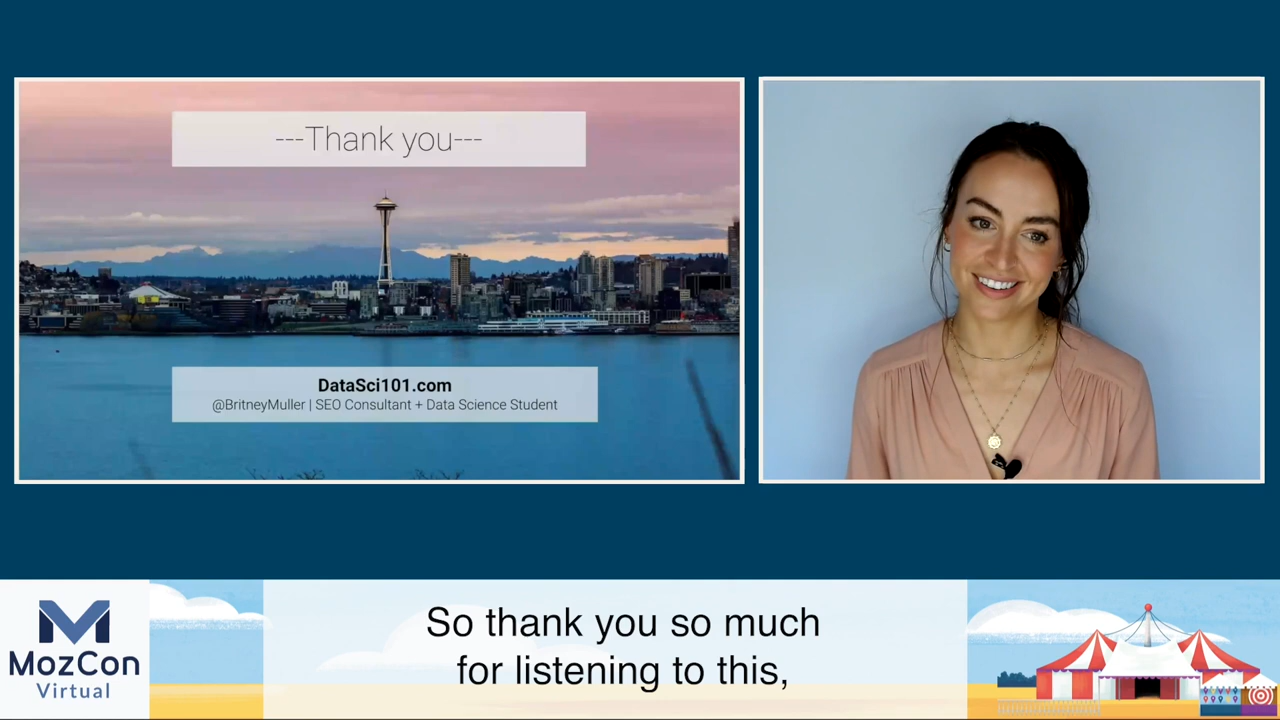 ---Thank you---
DataSci101.com
@BritneyMuller | SEO Consultant + Data Science Student
MozCon
Virtual
So thank you so much
for listening to this,